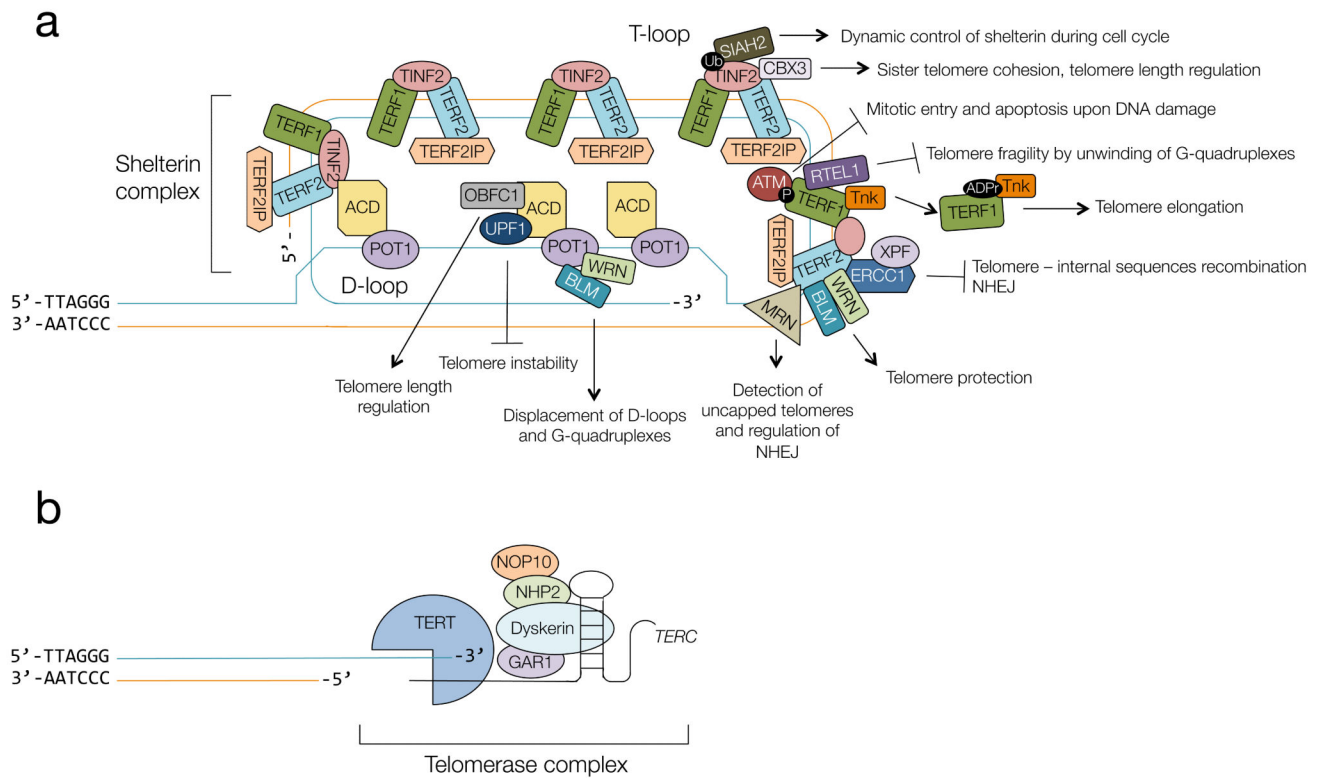 a
T-loop
SIAH2
Ub
TINF2
CBX3
TERF1
TERF2
TERF2IP
Dynamic control of shelterin during cell cycle
Sister telomere cohesion, telomere length regulation
Mitotic entry and apoptosis upon DNA damage
TINF2
TERF1
TERF2
TERF2IP
TINF2
TERF1
TERF2
TERF2IP
Shelterin
complex
TERF1
TINF2
TERF2
TERF2IP
5’-
ACD
POT1
D-loop
OBFC1
ACD
UPF1
POT1
WRN
BLM
ACD
POT1
ATM
P
RTEL1
TERF1
Tnk
Telomere fragility by unwinding of G-quadruplexes
ADPr
Tnk
TERF1
Telomere elongation
TERF2IP
TERF2
XPF
ERCC1
Telomere – internal sequences recombination
NHEJ
MRN
BLM
WRN
5’-TTAGGG
-3’
3’-AATCCC
Telomere length
regulation
Telomere instability
Displacement of D-loops
and G-quadruplexes
Detection of
uncapped telomeres
and regulation of
NHEJ
Telomere protection
b
NOP10
NHP2
TERT
Dyskerin
TERC
GAR1
5’-TTAGGG
-3’
3’-AATCCC
-5’
Telomerase complex